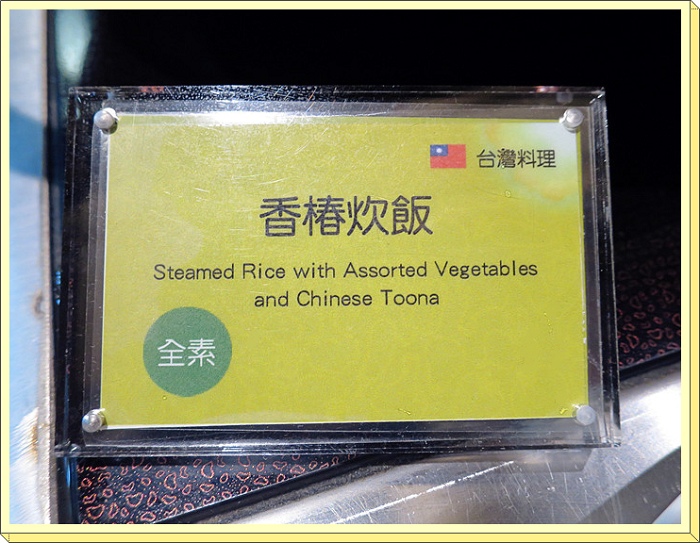 台灣料理
香椿炊飯
Steamed Rice with Assorted Vegetables
and Chinese Toona
全素